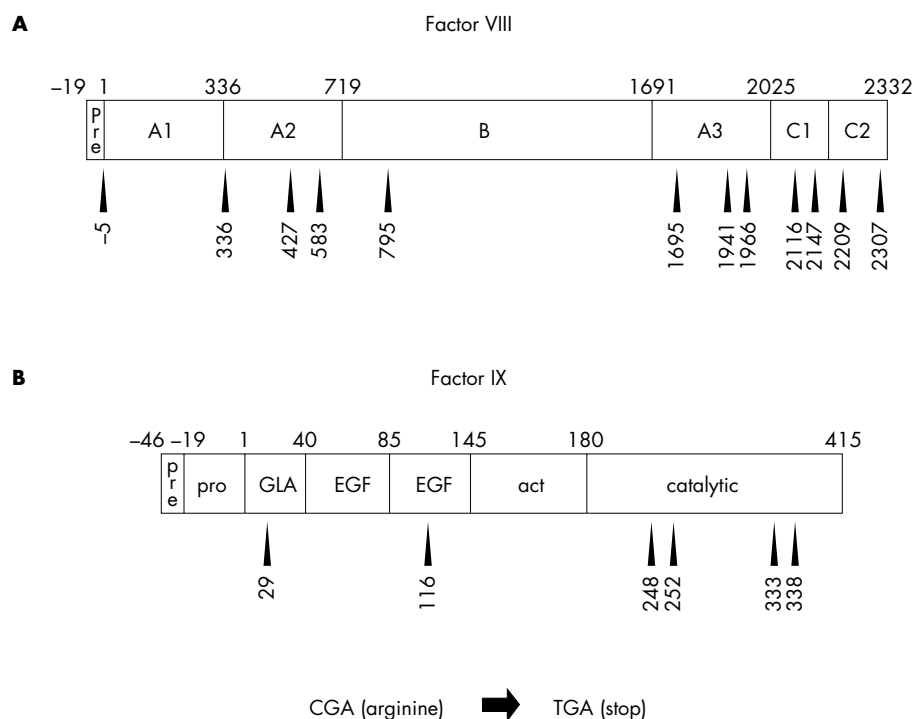 A Factor VIII
–19 1 336 719 1691 2025 2332
Pre A1 A2 B A3 C1 C2
–5 336 427 583 795 1695 1941 1966 2116 2147 2209 2307
B Factor IX
–46 –19 1 40 85 145 180 415
pre pro GLA EGF EGF act catalytic
29 116 248 252 333 338
CGA (arginine) TGA (stop)